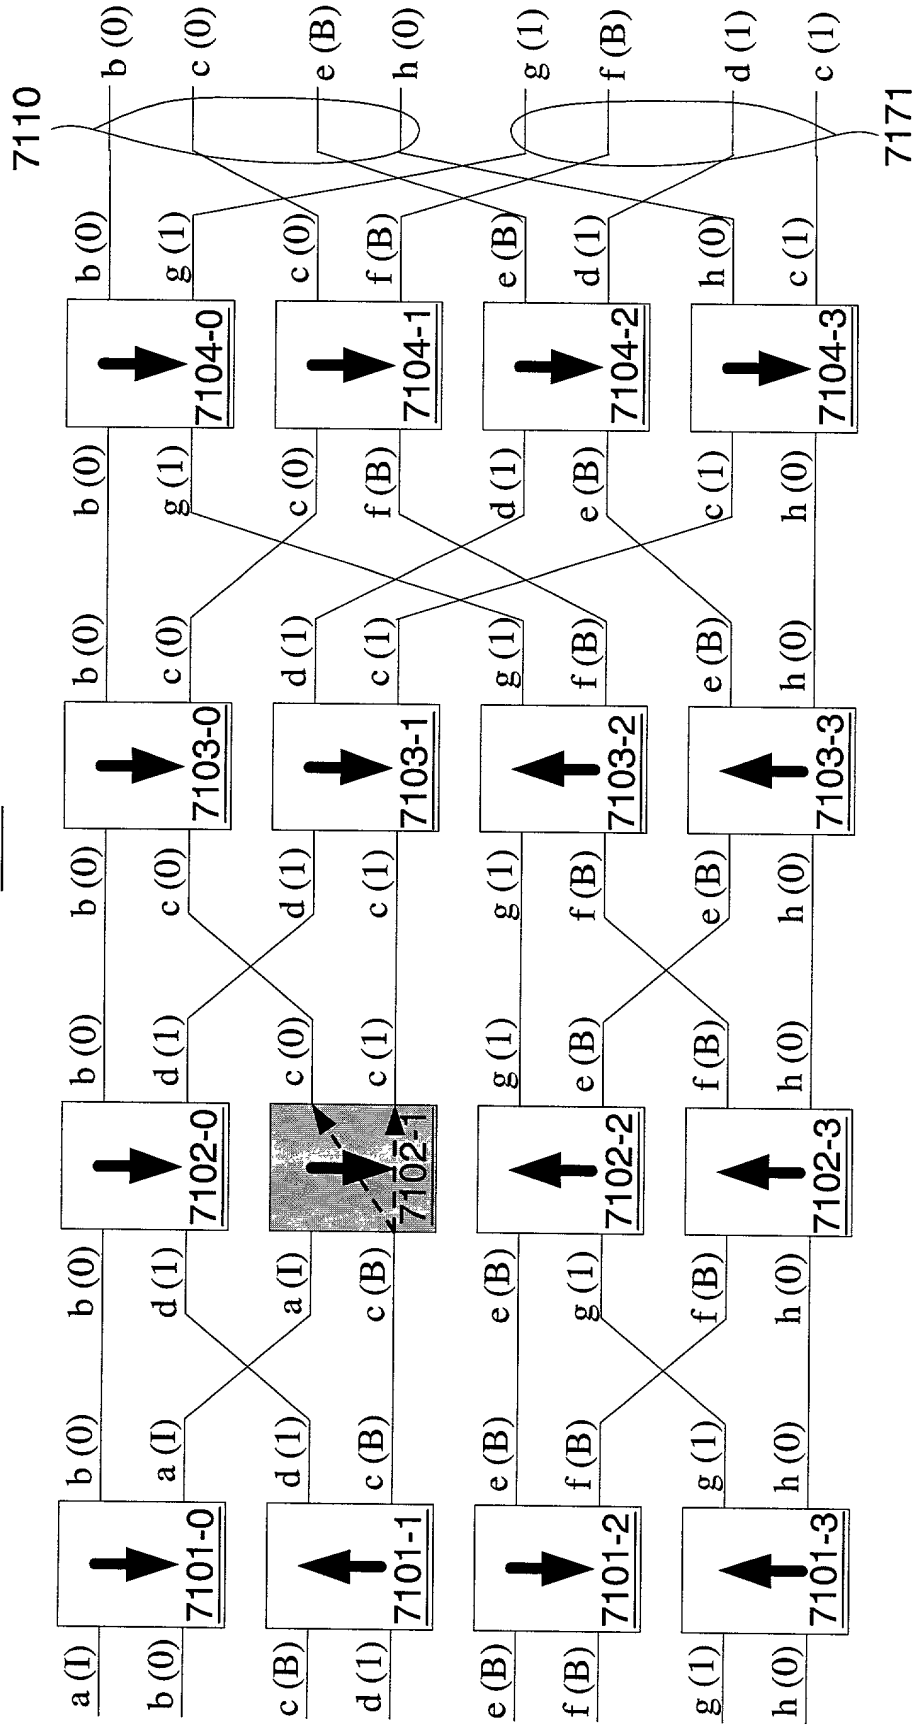 7110
a (I) b (0) b (0) b (0) b (0) b (0) b (0) b (0) b (0)
b (0) a (I) d (1) d (1) c (0) c (0) g (1) g (1) c (0)
7101-0 7102-0 7103-0 7104-0
c (B) d (1) a (I) c (0) d (1) d (1) c (0) c (0) e (B)
d (1) c (B) c (B) c (1) c (1) c (1) f (B) f (B) h (0)
7101-1 7102-1 7103-1 7104-1
e (B) e (B) e (B) g (1) g (1) g (1) d (1) e (B) g (1)
f (B) f (B) g (1) e (B) f (B) f (B) e (B) d (1) f (B)
7101-2 7102-2 7103-2 7104-2
g (1) g (1) f (B) f (B) e (B) e (B) c (1) h (0) d (1)
h (0) h (0) h (0) h (0) h (0) h (0) h (0) c (1) c (1)
7101-3 7102-3 7103-3 7104-3
7171